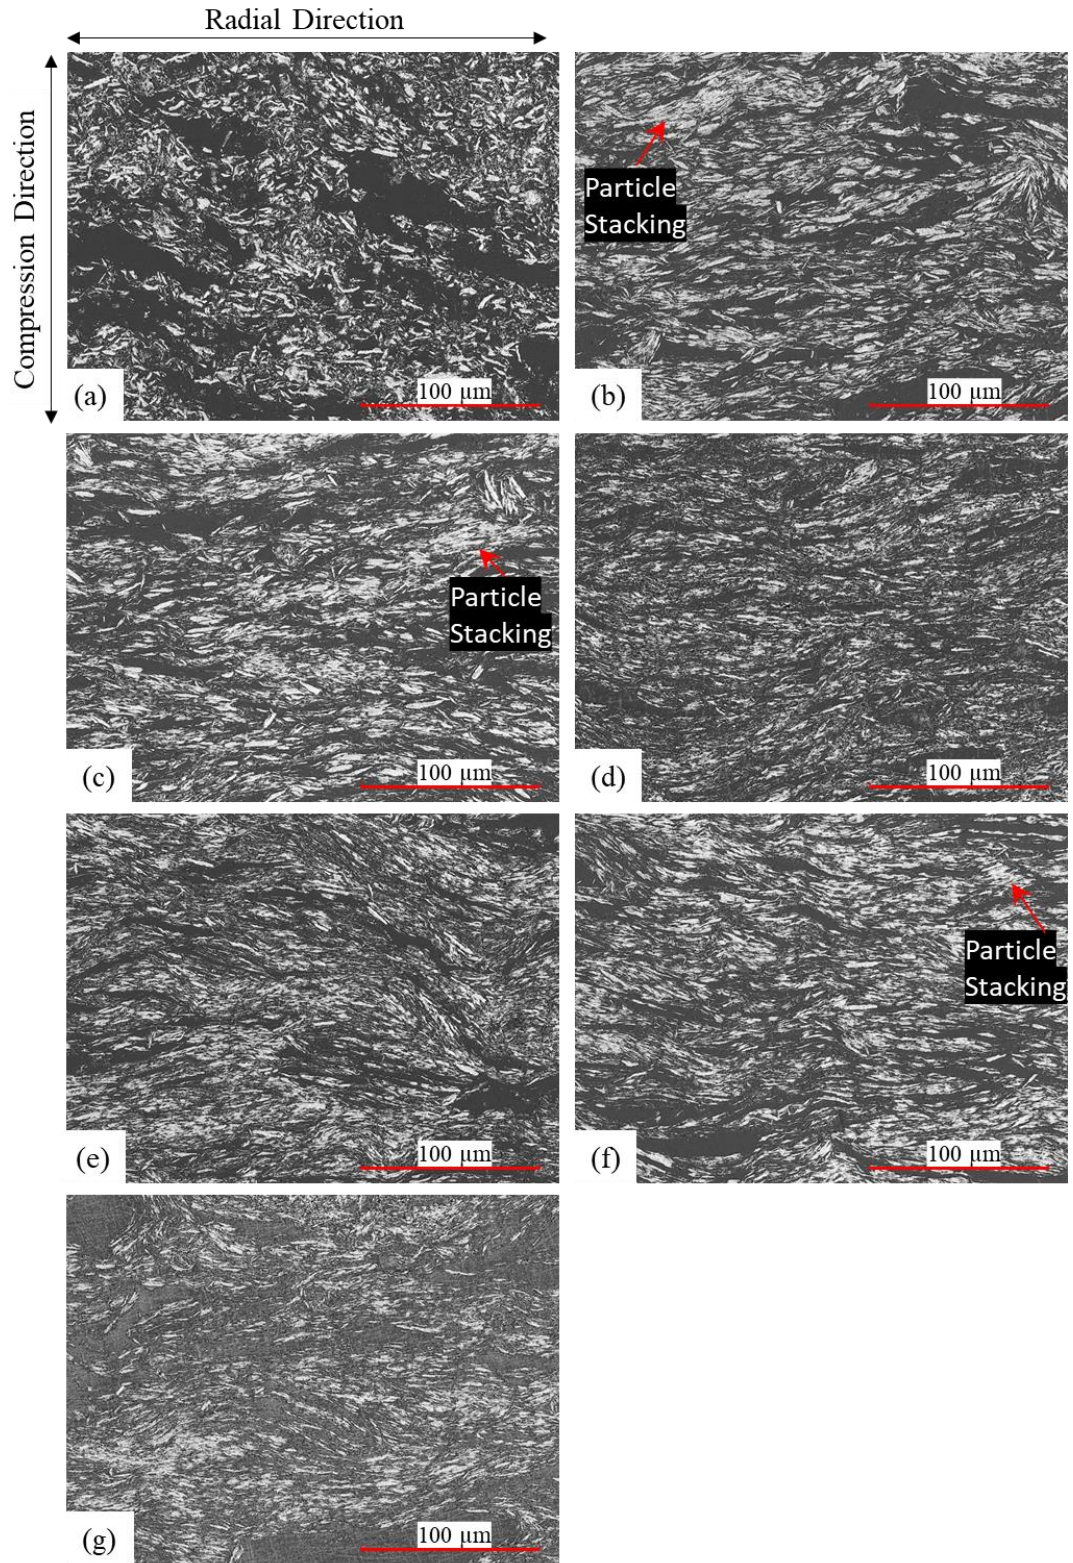 Radial Direction
Compression Direction
Particle
Stacking
(a)
100 µm
(b)
100 µm
Particle
Stacking
(c)
100 µm
(d)
100 µm
Particle
Stacking
(e)
100 µm
(f)
100 µm
(g)
100 µm